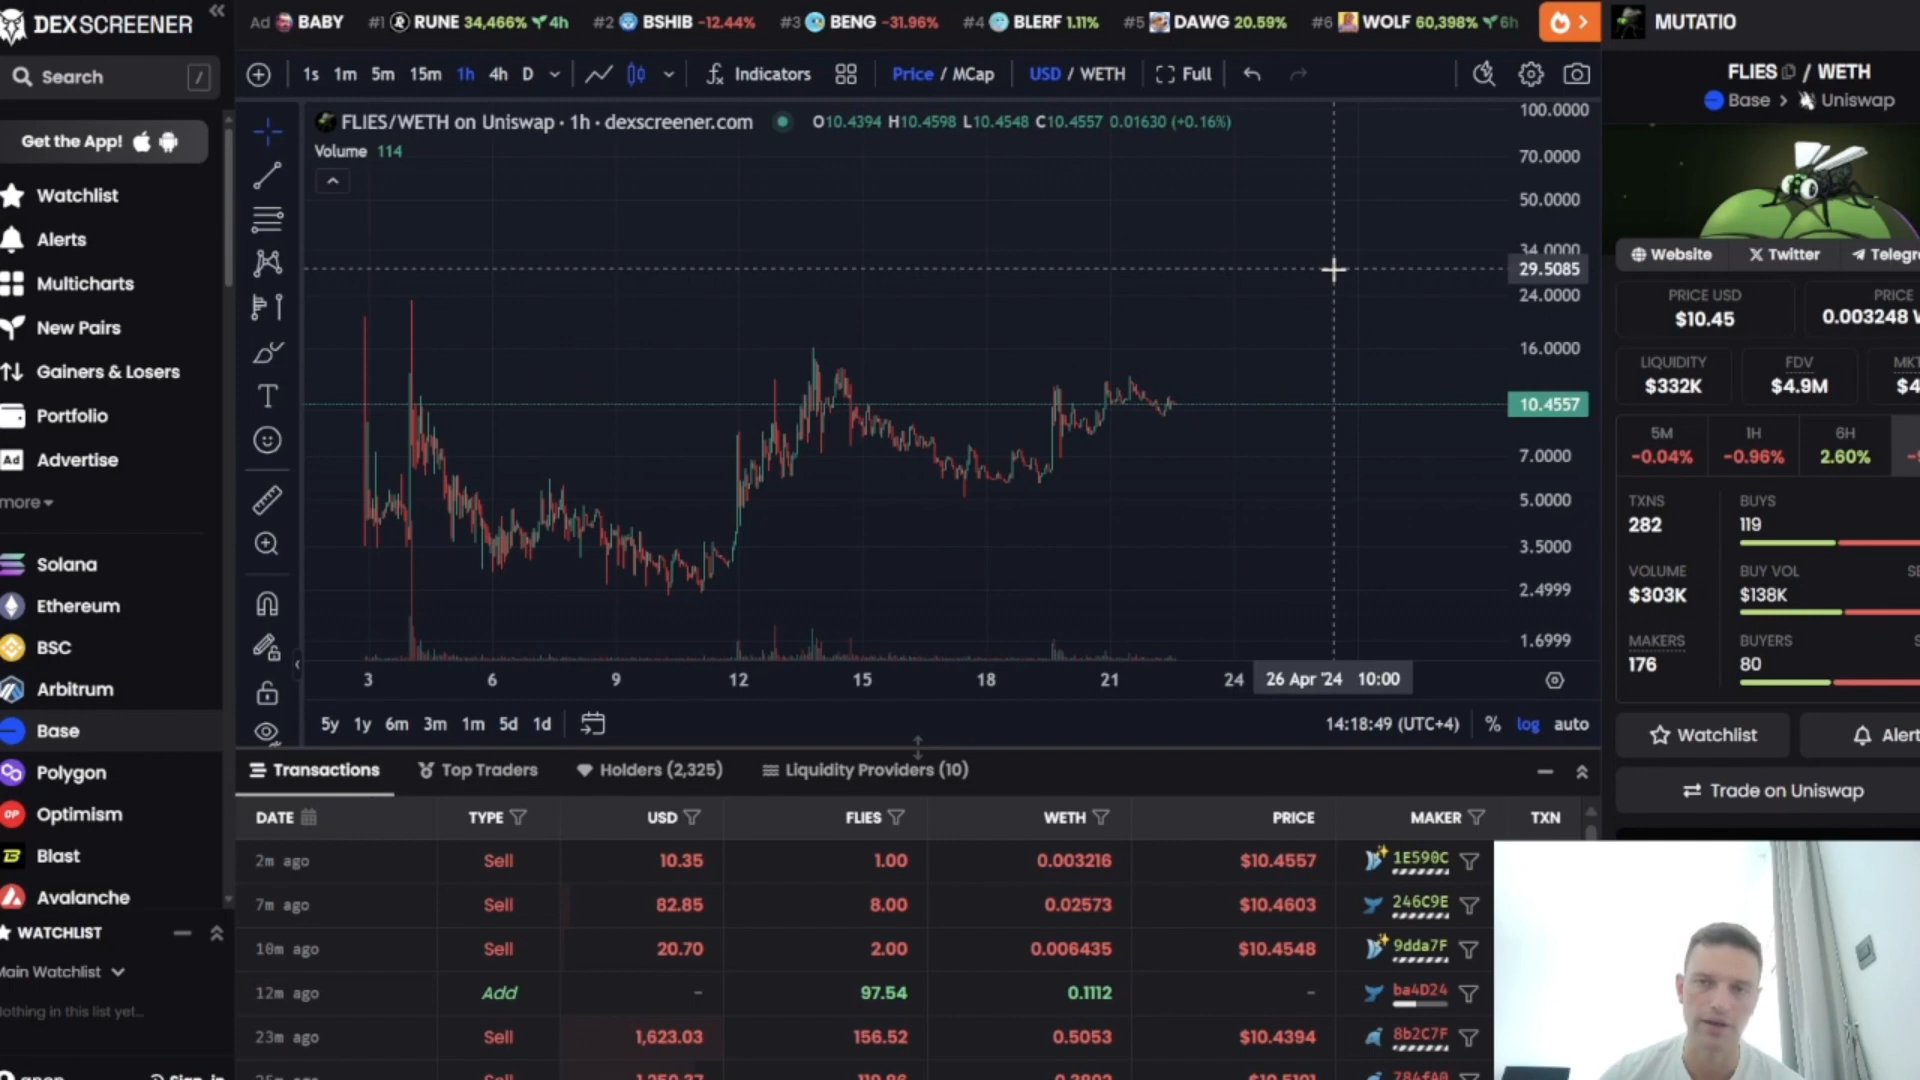 DEX SCREENER
Ad BABY #1 RUNE 34,466% 4h #2 BSHIB -12.44% #3 BENG -31.96% #4 BLERF 1.11% #5 DAWG 20.59% #6 WOLF 60,398% 6h
MUTATIO
Search /
1s 1m 5m 15m 1h 4h D Indicators Price / MCap USD / WETH Full
FLIES / WETH
Base > Uniswap
Get the App!
FLIES/WETH on Uniswap · 1h · dexscreener.com O10.4394 H10.4598 L10.4548 C10.4557 0.01630 (+0.16%)
Volume 114
100.0000
70.0000
50.0000
34.0000
29.5085
24.0000
16.0000
10.4557
7.0000
5.0000
3.5000
2.4999
1.6999
Watchlist
Alerts
Multicharts
New Pairs
Gainers & Losers
Portfolio
Ad Advertise
more
Solana
Ethereum
BSC
Arbitrum
Base
Polygon
OP Optimism
Blast
Avalanche
WATCHLIST
Main Watchlist
Nothing in this list yet...
Website Twitter
PRICE USD PRICE
$10.45 0.003248
LIQUIDITY FDV
$332K $4.9M
5M 1H 6H
-0.04% -0.96% 2.60%
TXNS BUYS
282 119
VOLUME BUY VOL
$303K $138K
MAKERS BUYERS
176 80
Watchlist Alert
Trade on Uniswap
3 6 9 12 15 18 21 24 26 Apr '24 10:00
5y 1y 6m 3m 1m 5d 1d 14:18:49 (UTC+4) % log auto
Transactions Top Traders Holders (2,325) Liquidity Providers (10)
DATE TYPE USD FLIES WETH PRICE MAKER TXN
2m ago Sell 10.35 1.00 0.003216 $10.4557 1E590C
7m ago Sell 82.85 8.00 0.02573 $10.4603 246C9E
10m ago Sell 20.70 2.00 0.006435 $10.4548 9dda7F
12m ago Add - 97.54 0.1112 - ba4D24
23m ago Sell 1,623.03 156.52 0.5053 $10.4394 8b2C7F